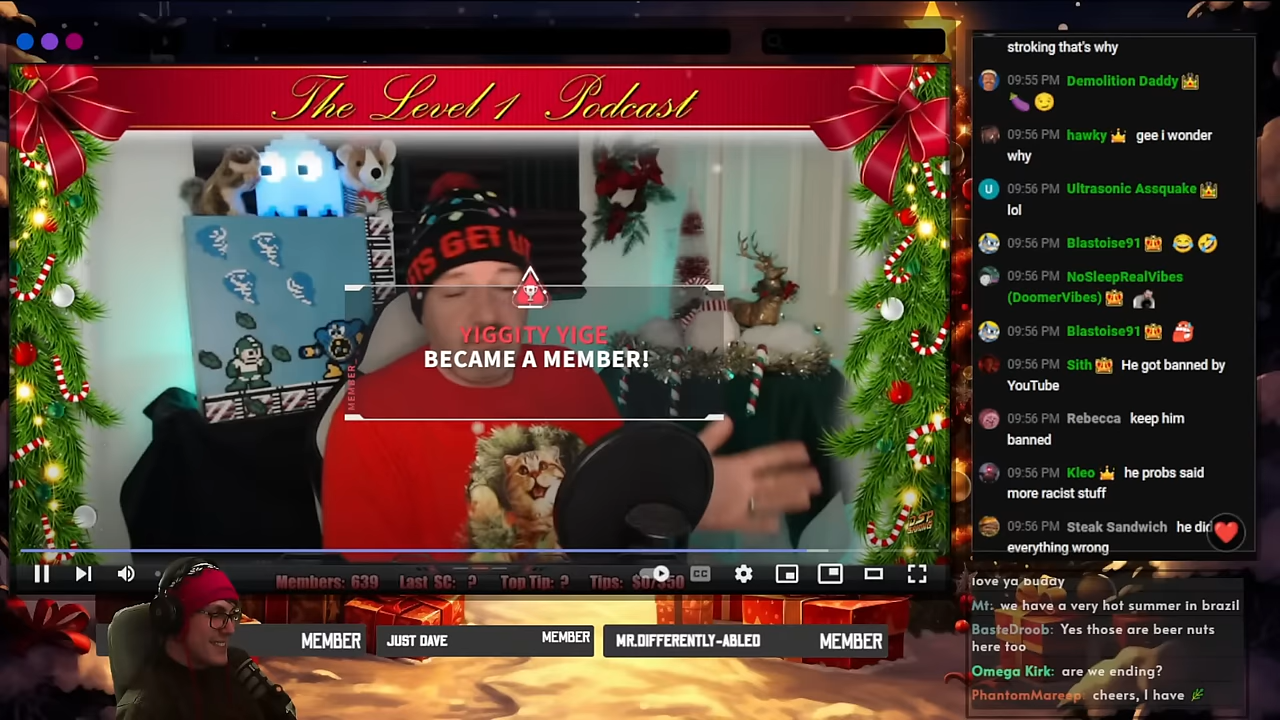 The Level 1 Podcast
YIGGITY YIGE
BECAME A MEMBER!
MEMBER
Members: 639 Last SC: ? Top Tip: ? Tips:
CC
MEMBER
JUST DAVE
MEMBER
MR.DIFFERENTLY-ABLED
MEMBER
stroking that's why
09:55 PM Demolition Daddy
09:56 PM hawky gee i wonder
why
U
09:56 PM Ultrasonic Assquake
lol
09:56 PM Blastoise91
09:56 PM NoSleepRealVibes
(DoomerVibes)
09:56 PM Blastoise91
09:56 PM Sith He got banned by
YouTube
09:56 PM Rebecca keep him
banned
09:56 PM Kleo he probs said
more racist stuff
09:56 PM Steak Sandwich he did
everything wrong
love ya buddy
Mt: we have a very hot summer in brazil
BasteDroob: Yes those are beer nuts
here too
Omega Kirk: are we ending?
PhantomMareep: cheers, I have